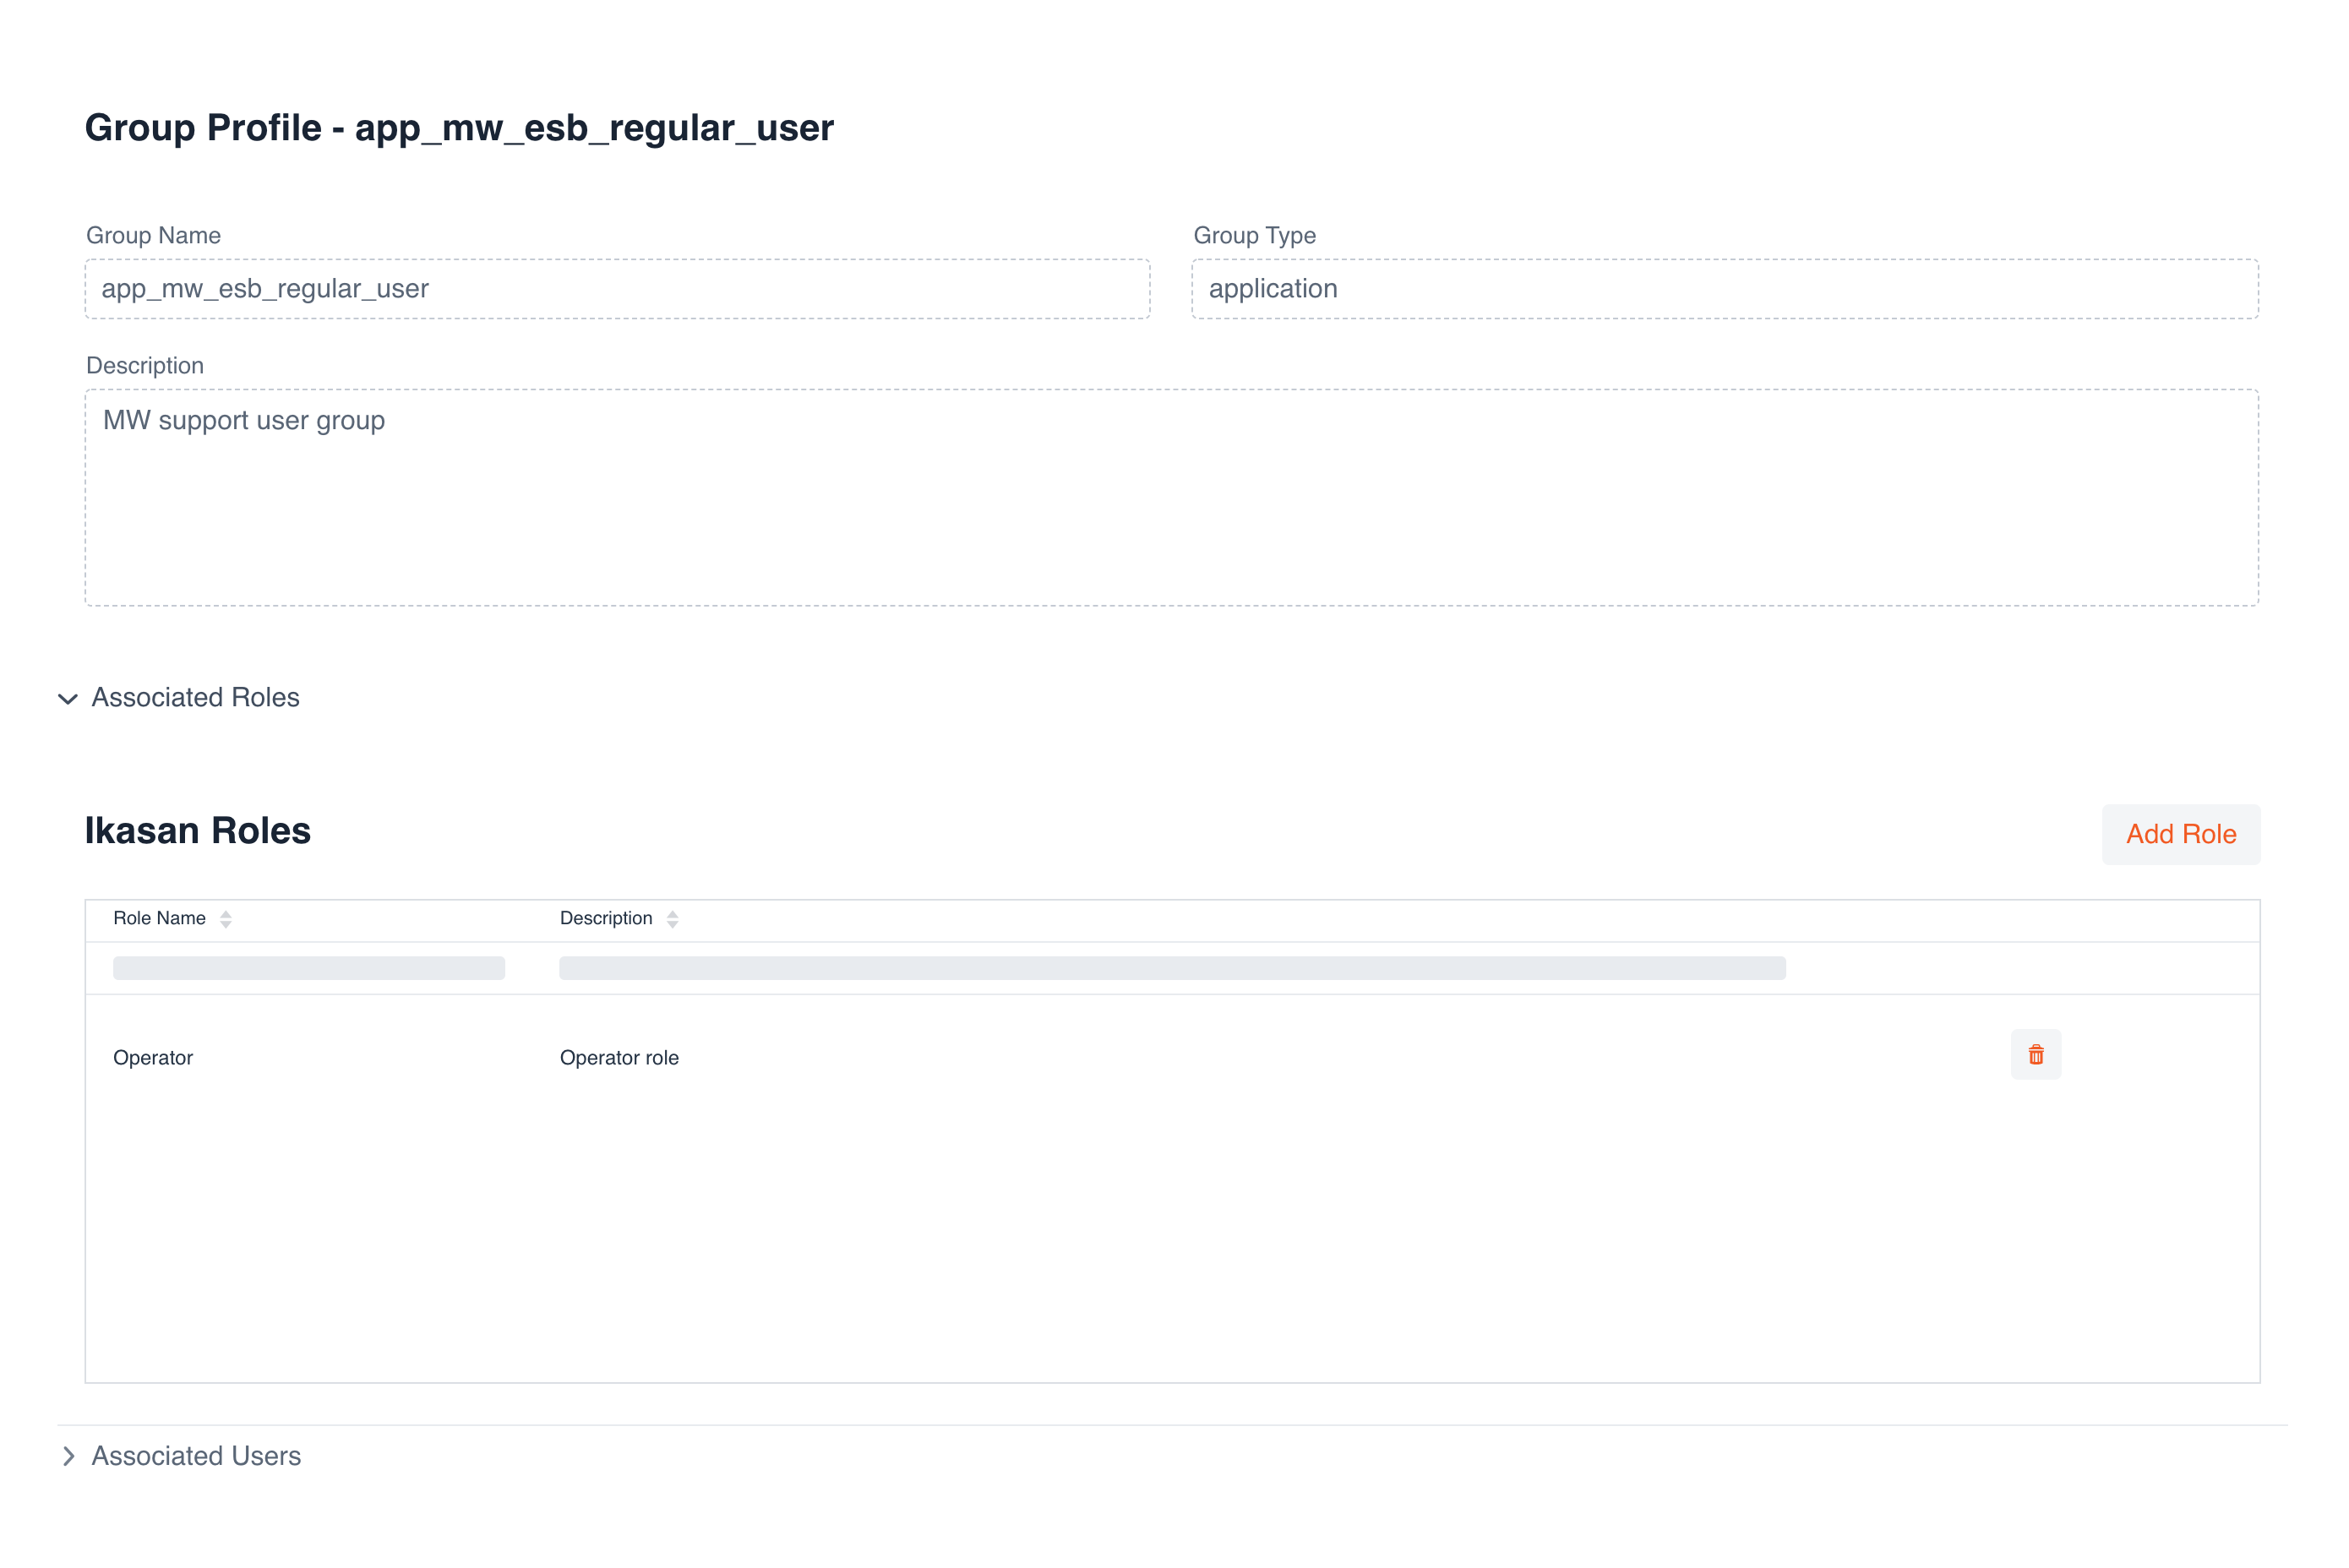 Group Profile - app_mw_esb_regular_user
Group Name
Group Type
app_mw_esb_regular_user
application
Description
MW support user group
Associated Roles
Ikasan Roles
Add Role
Role Name
Description
Operator
Operator role
Associated Users